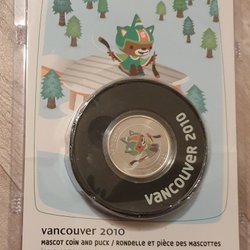 VANCOUVER 2010
vancouver 2010
MASCOT COIN AND PUCK / RONDELLE ET PIÈCE DES MASCOTTES